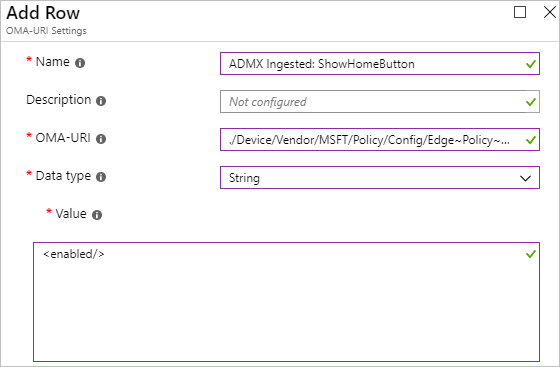 Add Row
OMA-URI Settings
* Name
ADMX Ingested: ShowHomeButton
Description
Not configured
* OMA-URI
./Device/Vendor/MSFT/Policy/Config/Edge~Policy~...
* Data type
String
* Value
<enabled/>